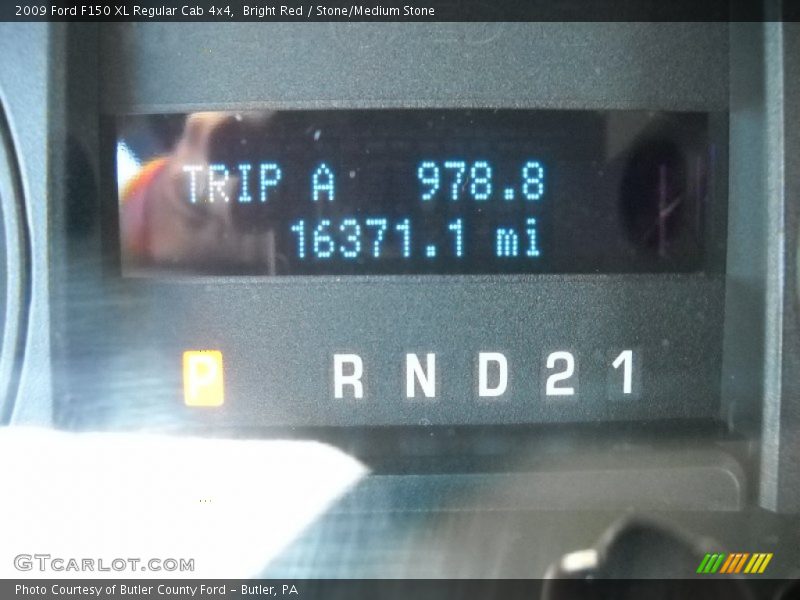 2009 Ford F150 XL Regular Cab 4x4,  Bright Red / Stone/Medium Stone
TRIP A 978.8
16371.1 mi
P R N D 2 1
GTCARLOT.COM
Photo Courtesy of Butler County Ford - Butler, PA